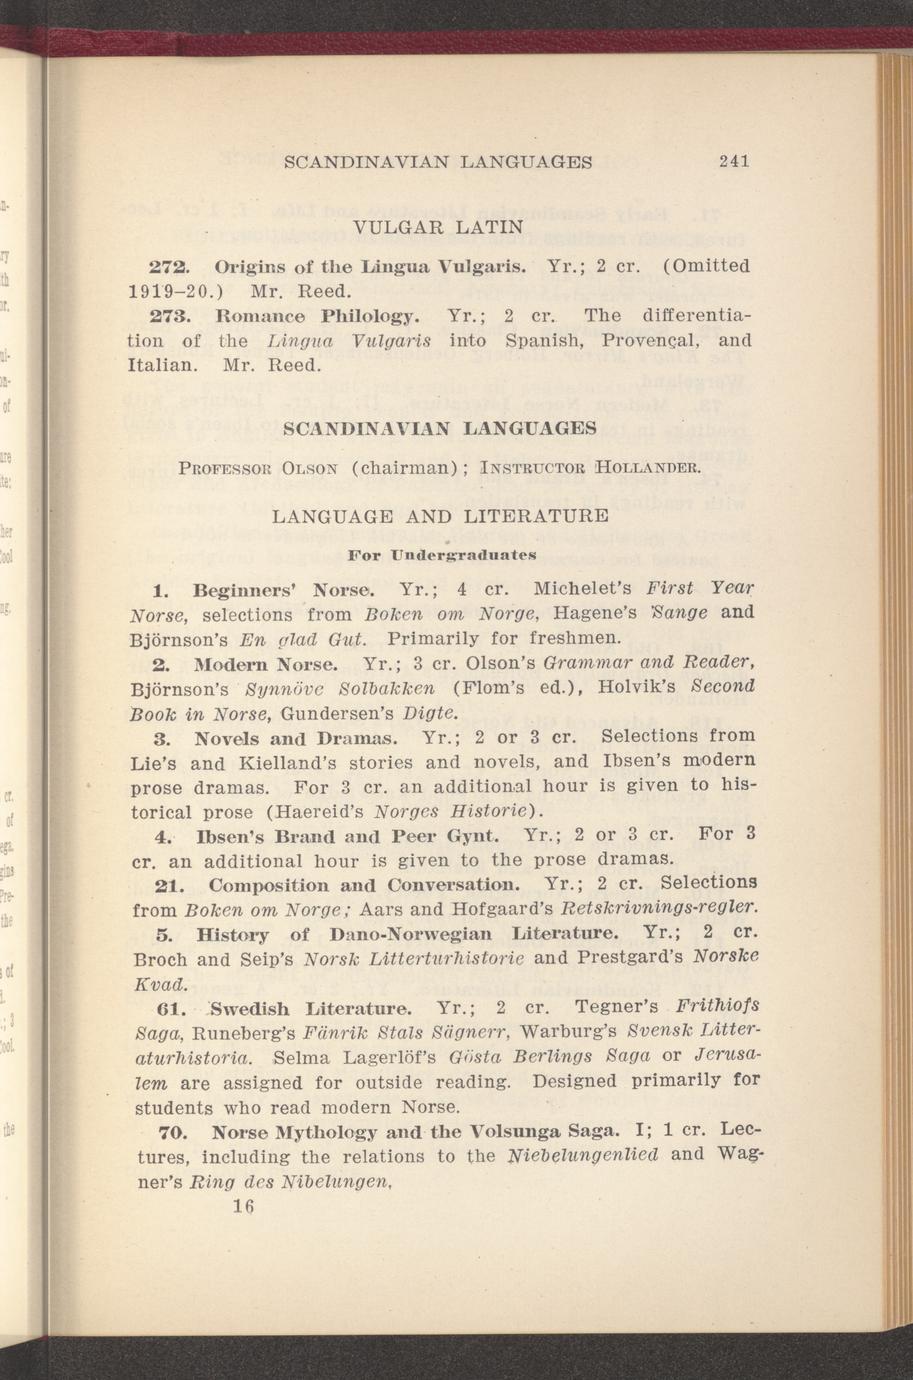 SCANDINAVIAN LANGUAGES 241
VULGAR LATIN
272. Origins of the Lingua Vulgaris. Yr.; 2 cr. (Omitted
1919–20.) Mr. Reed.
273. Romance Philology. Yr.; 2 cr. The differentia-
tion of the Lingua Vulgaris into Spanish, Provençal, and
Italian. Mr. Reed.
SCANDINAVIAN LANGUAGES
PROFESSOR OLSON (chairman); INSTRUCTOR HOLLANDER.
LANGUAGE AND LITERATURE
For Undergraduates
1. Beginners' Norse. Yr.; 4 cr. Michelet's First Year
Norse, selections from Boken om Norge, Hagene's Sange and
Björnson's En glad Gut. Primarily for freshmen.
2. Modern Norse. Yr.; 3 cr. Olson's Grammar and Reader,
Björnson's Synnöve Solbakken (Flom's ed.), Holvik's Second
Book in Norse, Gundersen's Digte.
3. Novels and Dramas. Yr.; 2 or 3 cr. Selections from
Lie's and Kielland's stories and novels, and Ibsen's modern
prose dramas. For 3 cr. an additional hour is given to his-
torical prose (Haereid's Norges Historie).
4. Ibsen's Brand and Peer Gynt. Yr.; 2 or 3 cr. For 3
cr. an additional hour is given to the prose dramas.
21. Composition and Conversation. Yr.; 2 cr. Selections
from Boken om Norge; Aars and Hofgaard's Retskrivnings-regler.
5. History of Dano-Norwegian Literature. Yr.; 2 cr.
Broch and Seip's Norsk Litterturhistorie and Prestgard's Norske
Kvad.
61. Swedish Literature. Yr.; 2 cr. Tegner's Frithiofs
Saga, Runeberg's Fänrik Stals Sägnerr, Warburg's Svensk Litter-
aturhistoria. Selma Lagerlöf's Gösta Berlings Saga or Jerusa-
lem are assigned for outside reading. Designed primarily for
students who read modern Norse.
70. Norse Mythology and the Volsunga Saga. I; 1 cr. Lec-
tures, including the relations to the Niebelungenlied and Wag-
ner's Ring des Nibelungen.
16